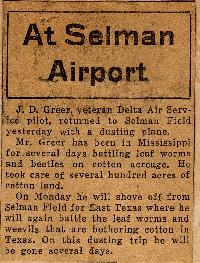 At Selman
Airport
J. D. Greer, veteran Delta Air Serv-
ice pilot, returned to Selman Field
yesterday with a dusting plane.
Mr. Greer has been in Mississippi
for several days battling leaf worms
and beetles on cotton acreage. He
took care of several hundred acres of
cotton land.
On Monday he will shove off from
Selman Field for East Texas where he
will again battle the leaf worms and
weevils that are bothering cotton in
Texas. On this dusting trip he will
be gone several days.